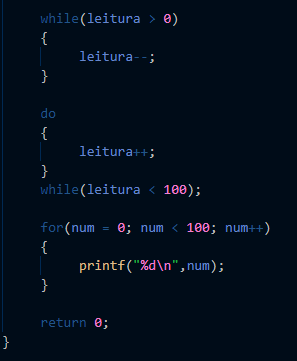 while(leitura > 0)
{
leitura--;
}
do
{
leitura++;
}
while(leitura < 100);
for(num = 0; num < 100; num++)
{
printf("%d\n",num);
}
return 0;
}